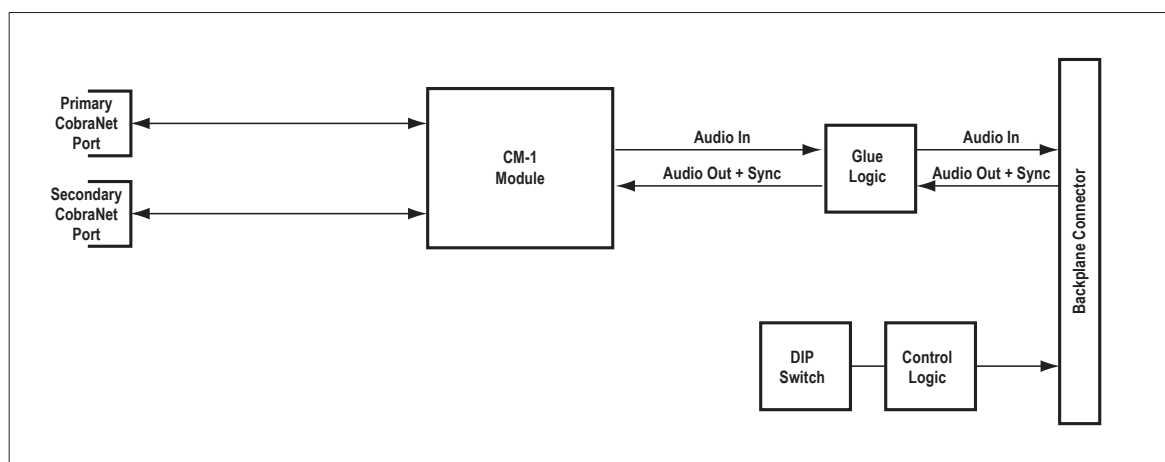 Primary
CobraNet
Port
Secondary
CobraNet
Port
CM-1
Module
Audio In
Audio Out + Sync
Glue
Logic
Audio In
Audio Out + Sync
Backplane Connector
DIP
Switch
Control
Logic